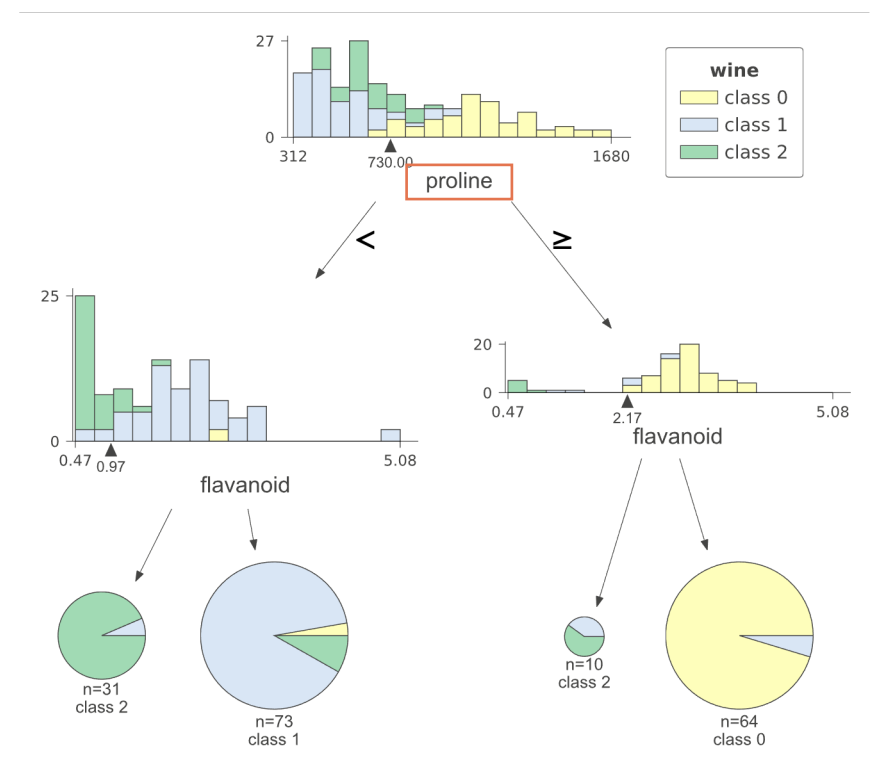 27
0
312
730.00
1680
proline
wine
class 0
class 1
class 2
<
≥
25
0
0.47
0.97
5.08
flavanoid
20
0
0.47
2.17
5.08
flavanoid
n=31
class 2
n=73
class 1
n=10
class 2
n=64
class 0